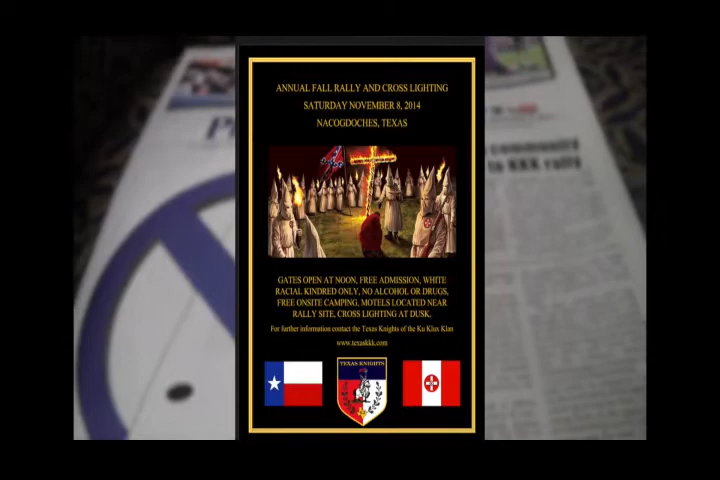 ANNUAL FALL RALLY AND CROSS LIGHTING
SATURDAY NOVEMBER 8, 2014
NACOGDOCHES, TEXAS
GATES OPEN AT NOON, FREE ADMISSION, WHITE
RACIAL KINDRED ONLY, NO ALCOHOL OR DRUGS,
FREE ONSITE CAMPING, MOTELS LOCATED NEAR
RALLY SITE, CROSS LIGHTING AT DUSK.
For further information contact the Texas Knights of the Ku Klux Klan
www.texaskkk.com
TEXAS KNIGHTS
community
to KKK rally